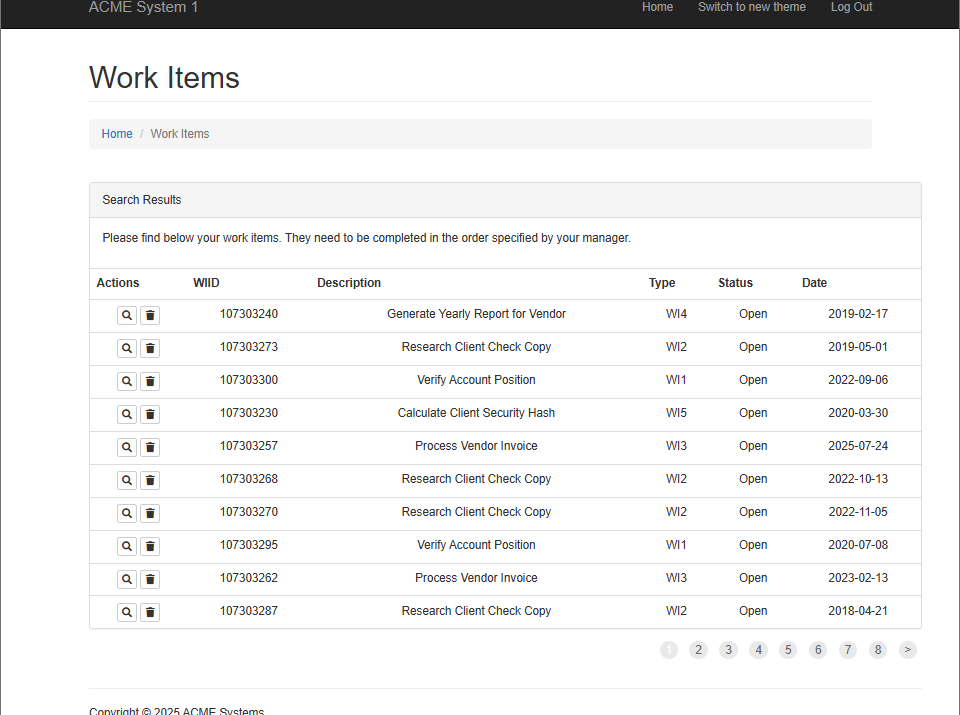 ACME System 1 Home Switch to new theme Log Out
Work Items
Home / Work Items
Search Results
Please find below your work items. They need to be completed in the order specified by your manager.
Actions WIID Description Type Status Date
107303240 Generate Yearly Report for Vendor WI4 Open 2019-02-17
107303273 Research Client Check Copy WI2 Open 2019-05-01
107303300 Verify Account Position WI1 Open 2022-09-06
107303230 Calculate Client Security Hash WI5 Open 2020-03-30
107303257 Process Vendor Invoice WI3 Open 2025-07-24
107303268 Research Client Check Copy WI2 Open 2022-10-13
107303270 Research Client Check Copy WI2 Open 2022-11-05
107303295 Verify Account Position WI1 Open 2020-07-08
107303262 Process Vendor Invoice WI3 Open 2023-02-13
107303287 Research Client Check Copy WI2 Open 2018-04-21
1 2 3 4 5 6 7 8 >
Copyright © 2025 ACME Systems